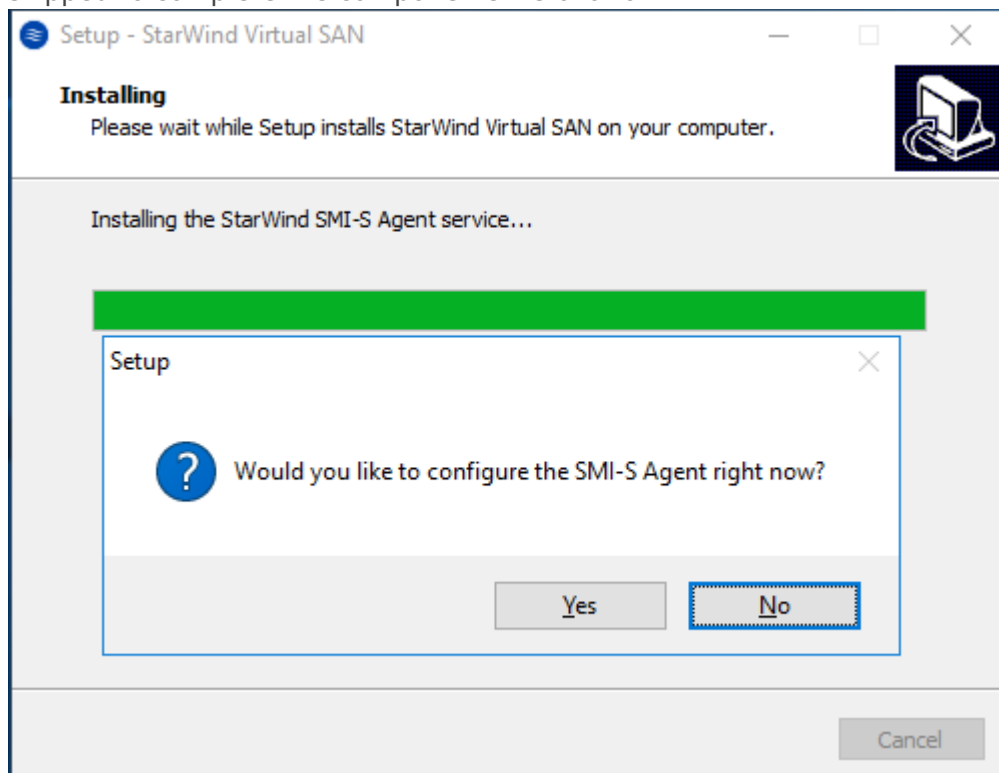 Setup - StarWind Virtual SAN
Installing
Please wait while Setup installs StarWind Virtual SAN on your computer.
Installing the StarWind SMI-S Agent service...
Setup
Would you like to configure the SMI-S Agent right now?
Yes No
Cancel